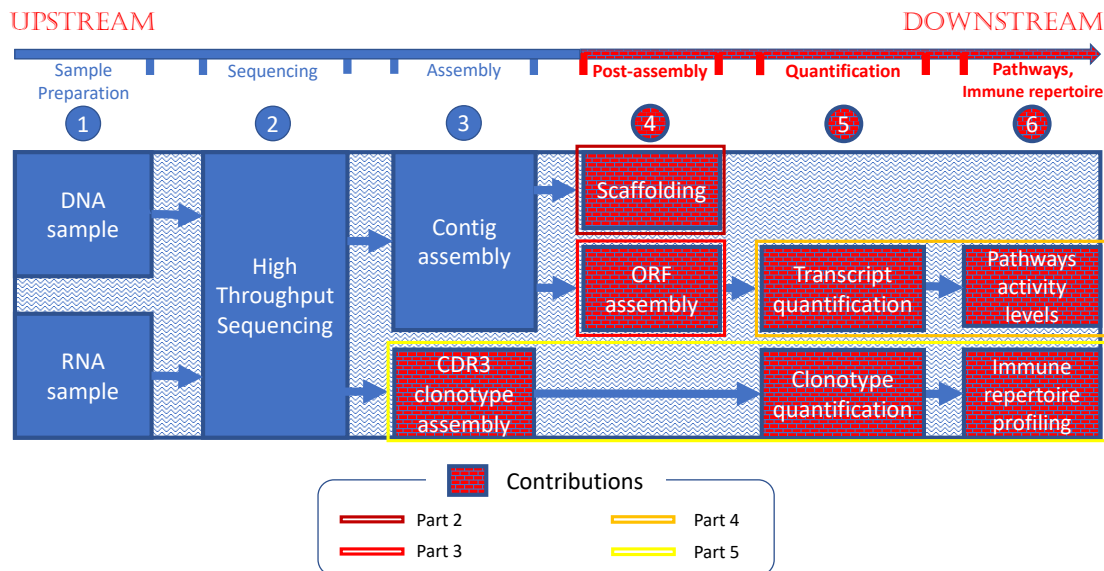 UPSTREAM
DOWNSTREAM
Sample
Preparation
Sequencing
Assembly
Post-assembly
Quantification
Pathways,
Immune repertoire
1
2
3
4
5
6
DNA
sample
RNA
sample
High
Throughput
Sequencing
Contig
assembly
Scaffolding
ORF
assembly
Transcript
quantification
Pathways
activity
levels
CDR3
clonotype
assembly
Clonotype
quantification
Immune
repertoire
profiling
Contributions
Part 2
Part 4
Part 3
Part 5